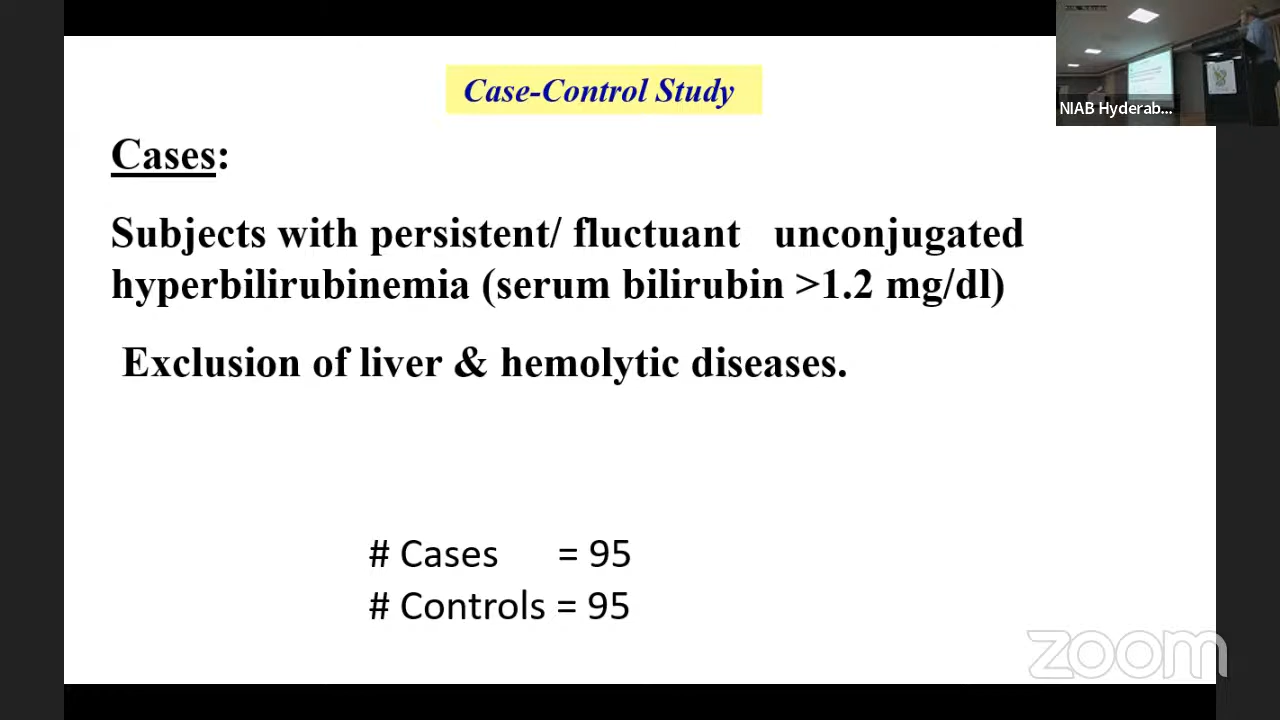 Case-Control Study
NIAB Hyderab...
Cases:
Subjects with persistent/ fluctuant unconjugated
hyperbilirubinemia (serum bilirubin >1.2 mg/dl)
Exclusion of liver & hemolytic diseases.
# Cases = 95
# Controls = 95
zoom